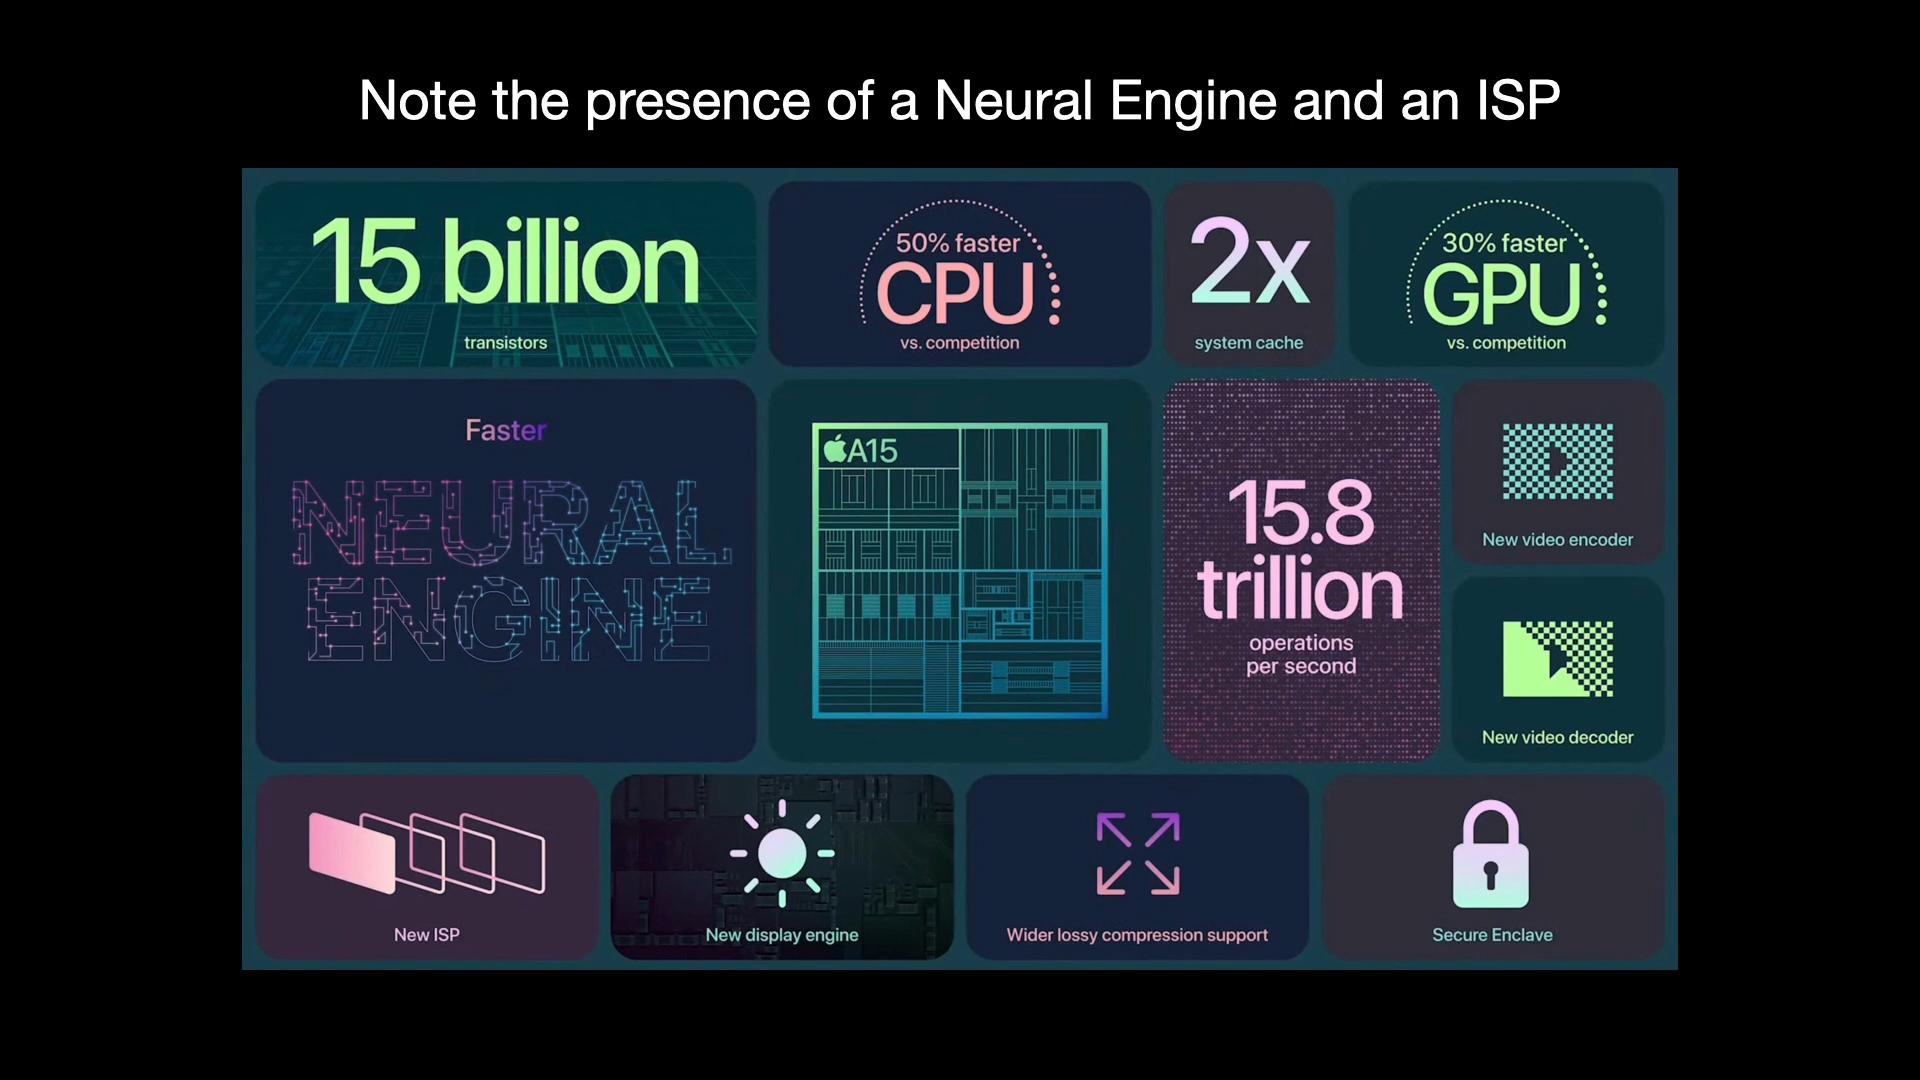 Note the presence of a Neural Engine and an ISP
15 billion
transistors
50% faster
CPU
vs. competition
2x
system cache
30% faster
GPU
vs. competition
Faster
NEURAL
ENGINE
A15
15.8
trillion
operations
per second
New video encoder
New video decoder
New ISP
New display engine
Wider lossy compression support
Secure Enclave